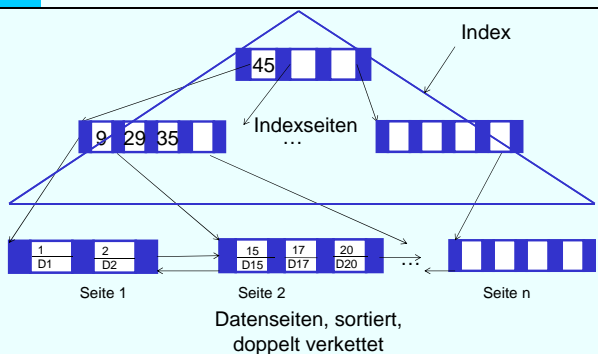 Index
45
Indexseiten
9 29 35
…
1 2 15 17 20
D1 D2 D15 D17 D20
…
Seite 1 Seite 2 Seite n
Datenseiten, sortiert,
doppelt verkettet